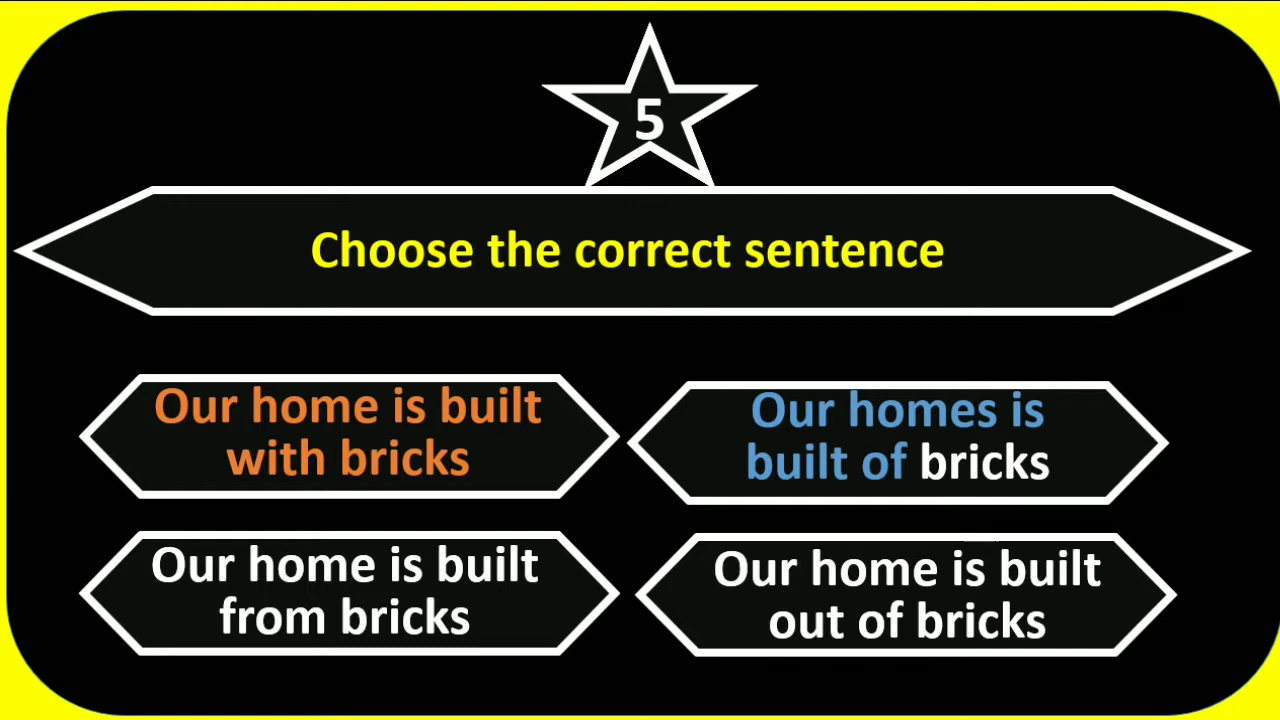 5
Choose the correct sentence
Our home is built
with bricks
Our homes is
built of bricks
Our home is built
from bricks
Our home is built
out of bricks